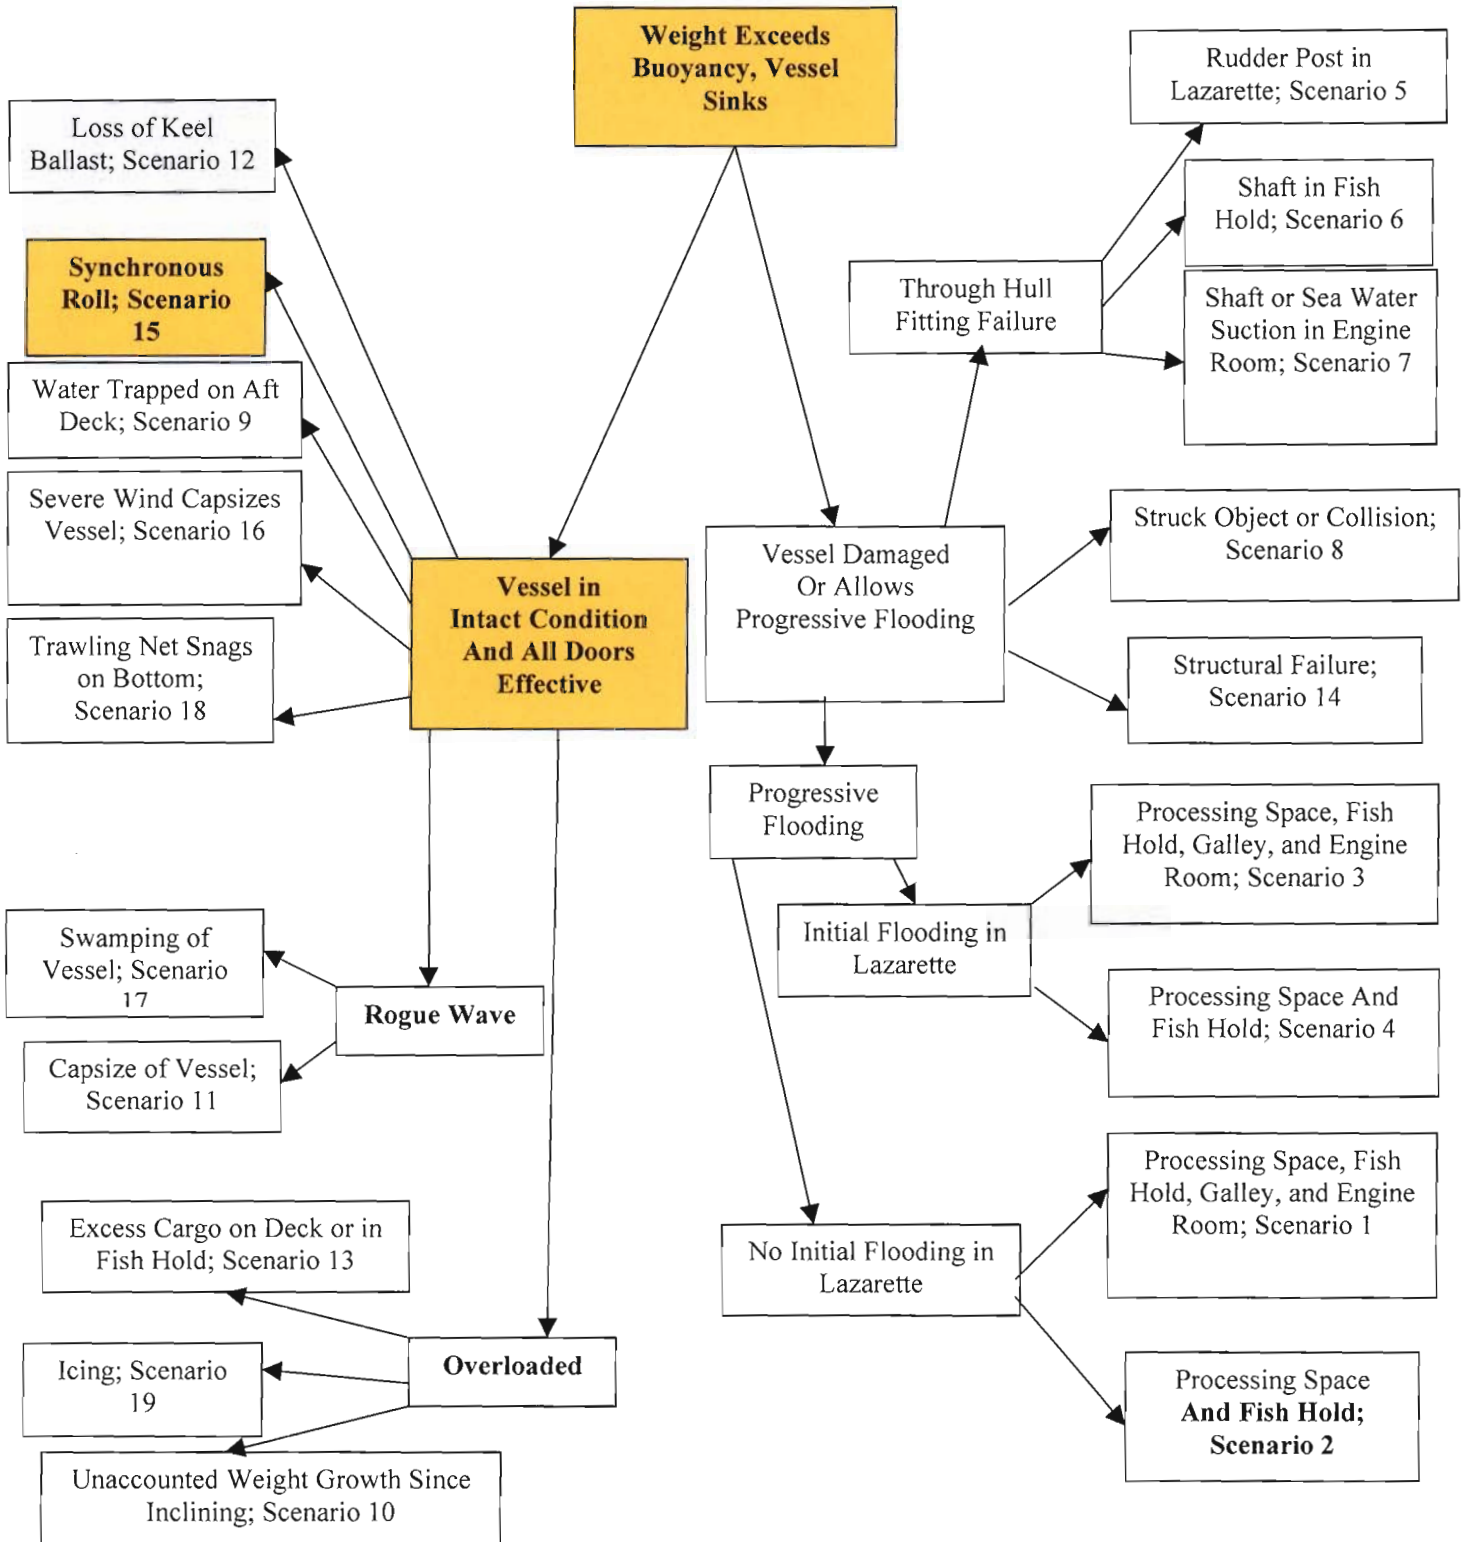 Weight Exceeds
Buoyancy, Vessel
Sinks
Loss of Keel
Ballast; Scenario 12
Synchronous
Roll; Scenario
15
Water Trapped on Aft
Deck; Scenario 9
Severe Wind Capsizes
Vessel; Scenario 16
Trawling Net Snags
on Bottom;
Scenario 18
Vessel in
Intact Condition
And All Doors
Effective
Swamping of
Vessel; Scenario
17
Capsize of Vessel;
Scenario 11
Rogue Wave
Excess Cargo on Deck or in
Fish Hold; Scenario 13
Icing; Scenario
19
Unaccounted Weight Growth Since
Inclining; Scenario 10
Overloaded
Rudder Post in
Lazarette; Scenario 5
Shaft in Fish
Hold; Scenario 6
Through Hull
Fitting Failure
Shaft or Sea Water
Suction in Engine
Room; Scenario 7
Vessel Damaged
Or Allows
Progressive Flooding
Struck Object or Collision;
Scenario 8
Structural Failure;
Scenario 14
Progressive
Flooding
Initial Flooding in
Lazarette
Processing Space, Fish
Hold, Galley, and Engine
Room; Scenario 3
Processing Space And
Fish Hold; Scenario 4
No Initial Flooding in
Lazarette
Processing Space, Fish
Hold, Galley, and Engine
Room; Scenario 1
Processing Space
And Fish Hold;
Scenario 2